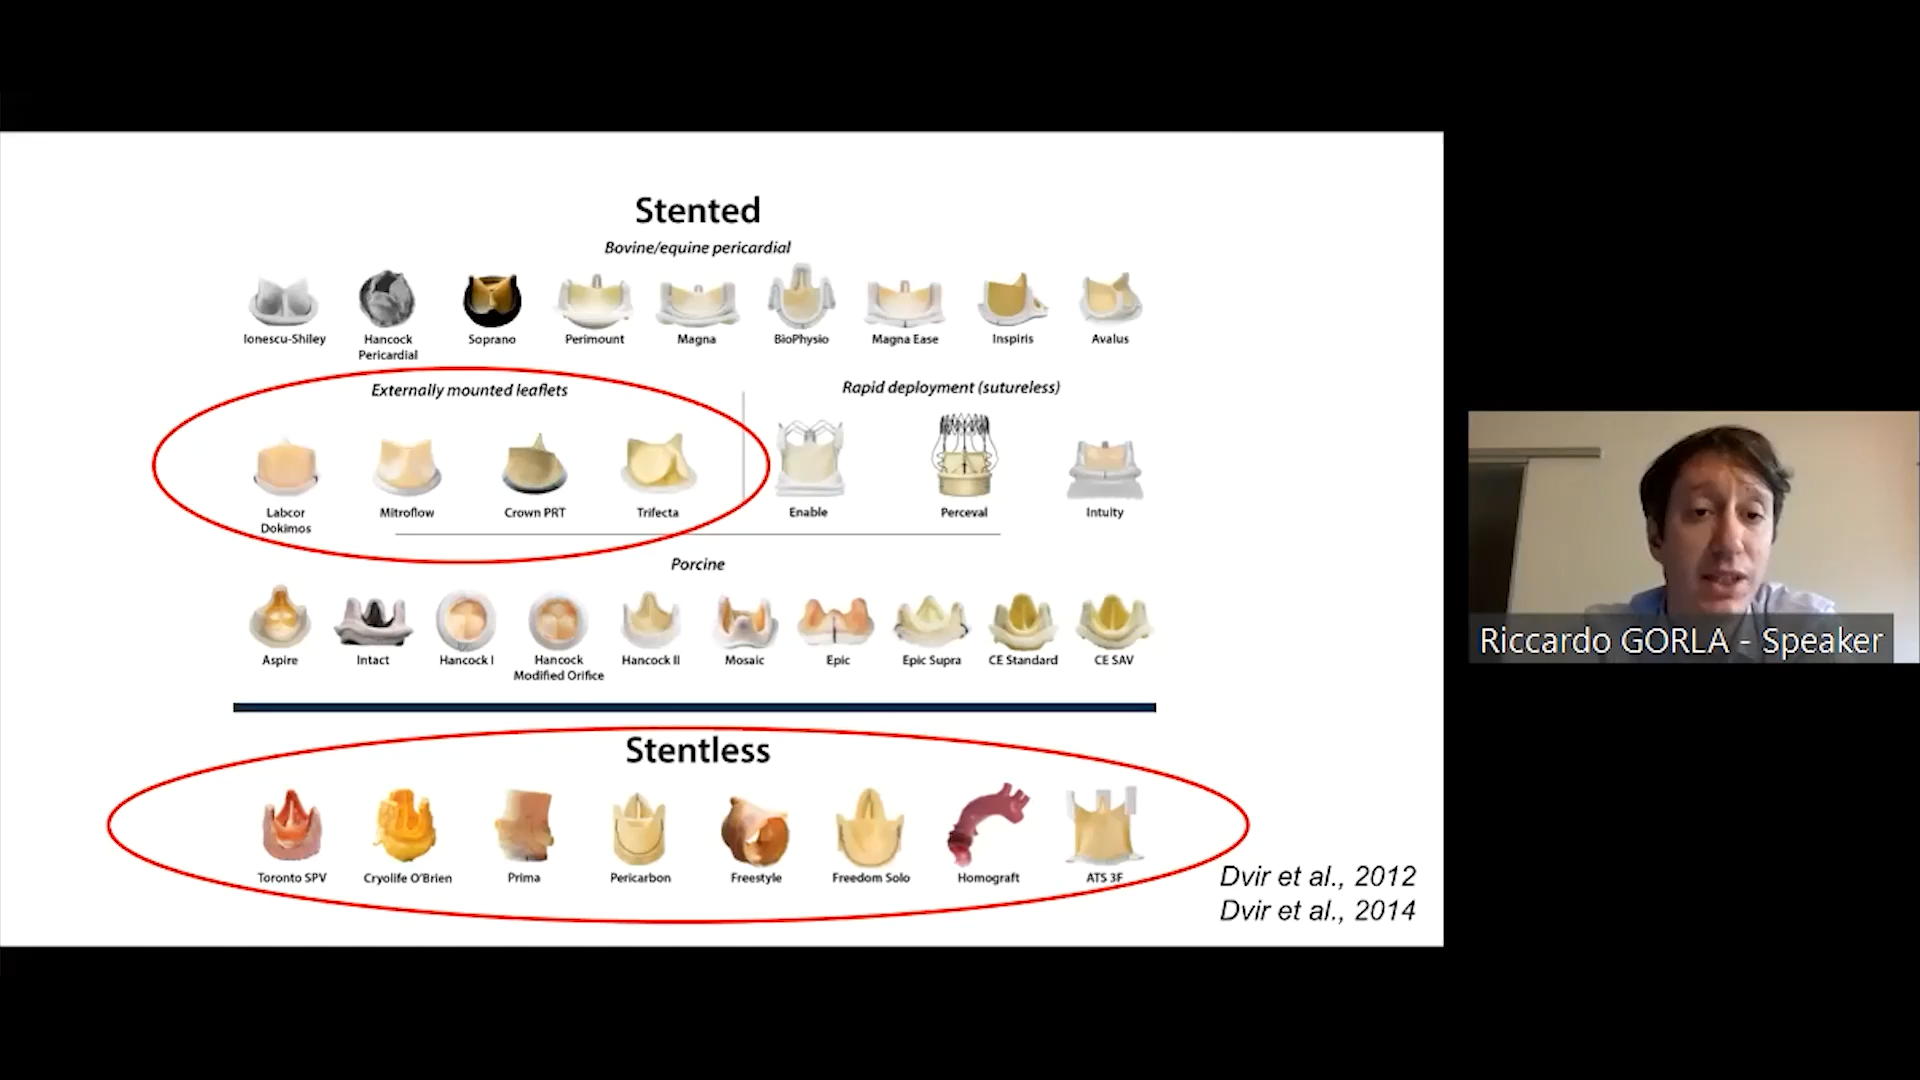 Stented
Bovine/equine pericardial
Ionescu-Shiley
Hancock
Pericardial
Soprano
Perimount
Magna
BioPhysio
Magna Ease
Inspiris
Avalus
Externally mounted leaflets
Labcor
Dokimos
Mitroflow
Crown PRT
Trifecta
Rapid deployment (sutureless)
Enable
Perceval
Intuity
Porcine
Aspire
Intact
Hancock I
Hancock
Modified Orifice
Hancock II
Mosaic
Epic
Epic Supra
CE Standard
CE SAV
Stentless
Toronto SPV
Cryolife O'Brien
Prima
Pericarbon
Freestyle
Freedom Solo
Homograft
ATS 3F
Dvir et al., 2012
Dvir et al., 2014
Riccardo GORLA - Speaker